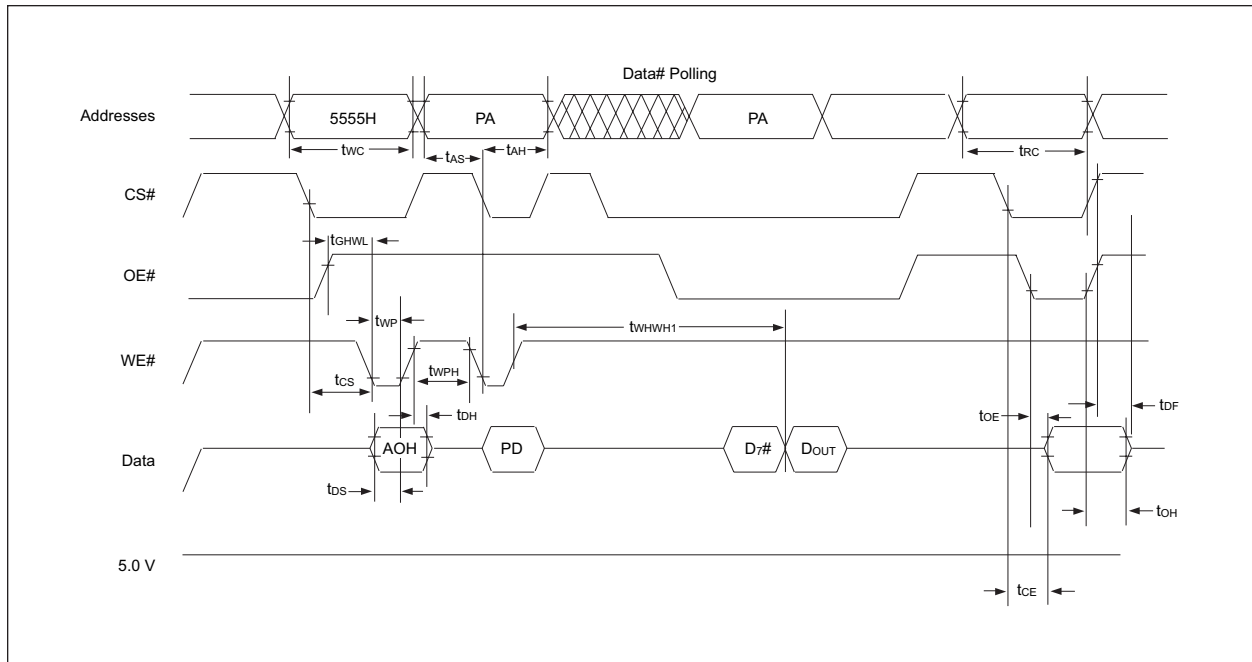 Data# Polling
Addresses
5555H
PA
PA
tWC
tAS
tAH
tRC
CS#
tGHWL
OE#
tWP
tWHWH1
WE#
tCS
tWPH
tDH
tOE
tDF
Data
AOH
PD
D7#
DOUT
tDS
tOH
5.0 V
tCE